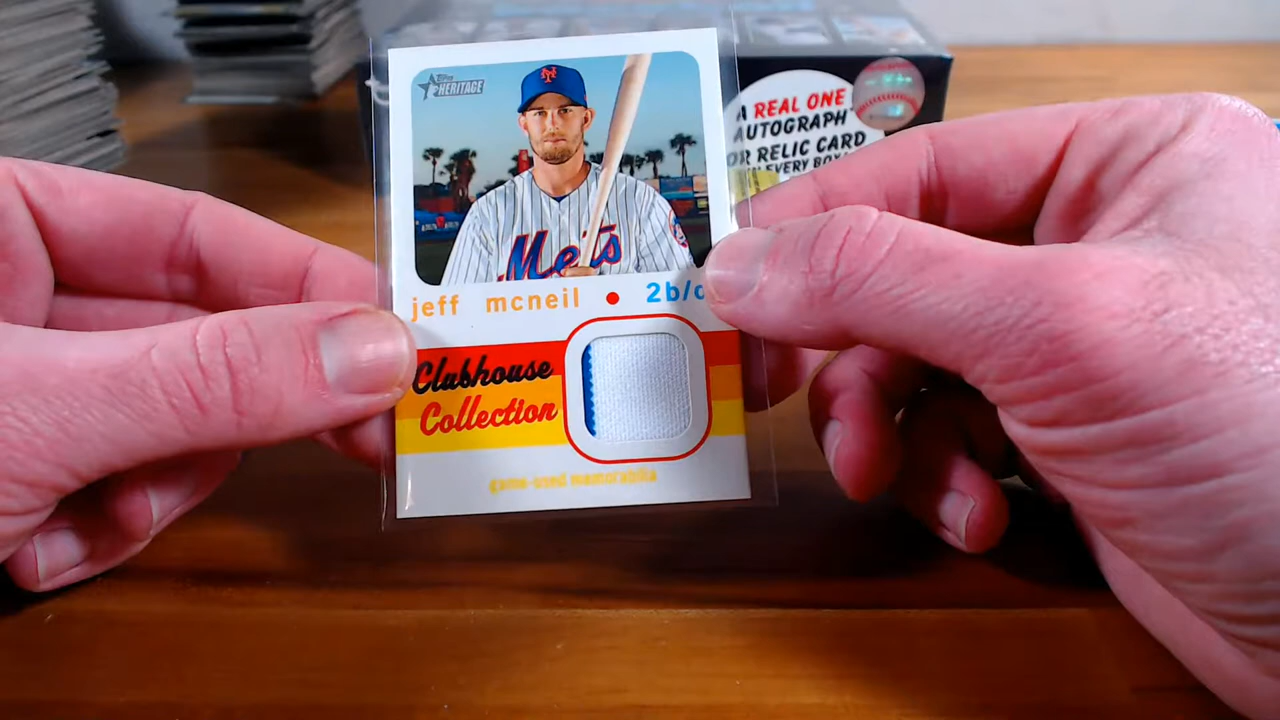 Topps
HERITAGE
Mets
jeff mcneil • 2b/o
Clubhouse
Collection
game-used memorabilia
REAL ONE
AUTOGRAPH
OR RELIC CARD
IN EVERY BOX